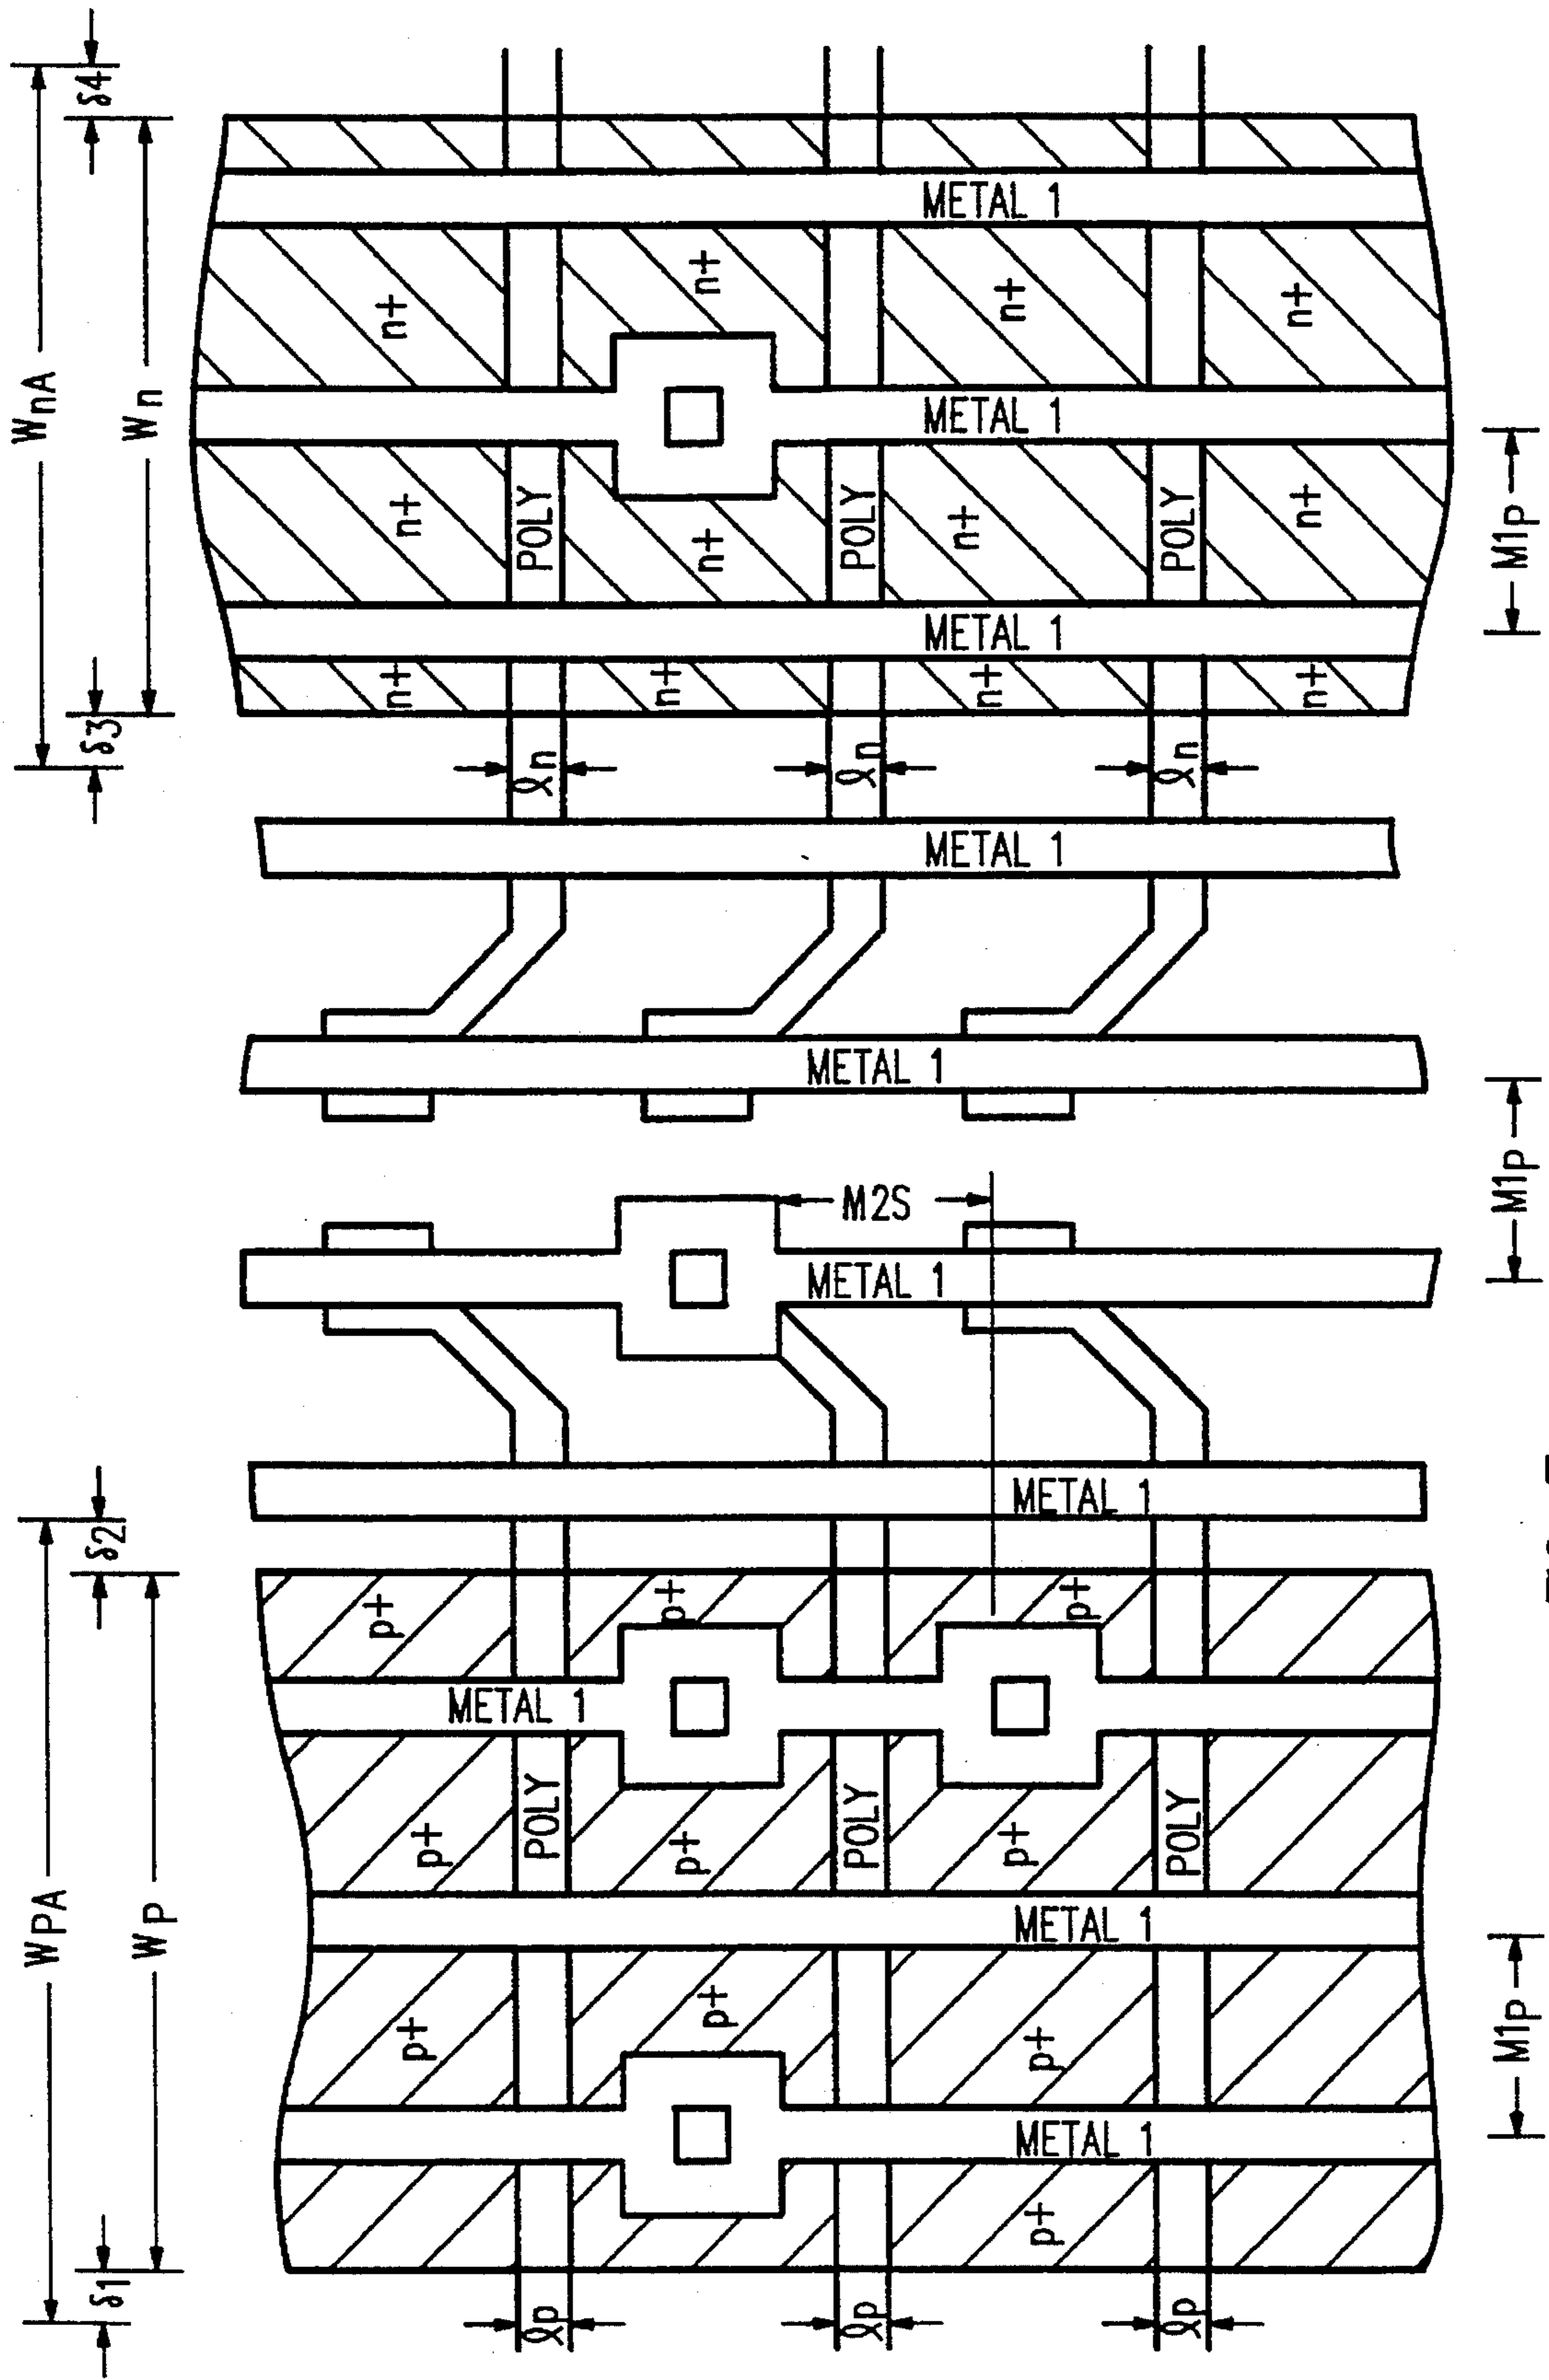 WnA
Wn
δ3
δ4
WPA
WP
δ1
δ2
METAL 1
n+
n+
n+
n+
METAL 1
n+
n+
n+
n+
POLY
POLY
POLY
METAL 1
n+
n+
n+
n+
ℓn
ℓn
ℓn
METAL 1
METAL 1
M2S
METAL 1
METAL 1
p+
p+
p+
METAL 1
p+
p+
p+
POLY
POLY
POLY
METAL 1
p+
p+
p+
METAL 1
p+
ℓp
ℓp
ℓp
M1p
M1p
M1p